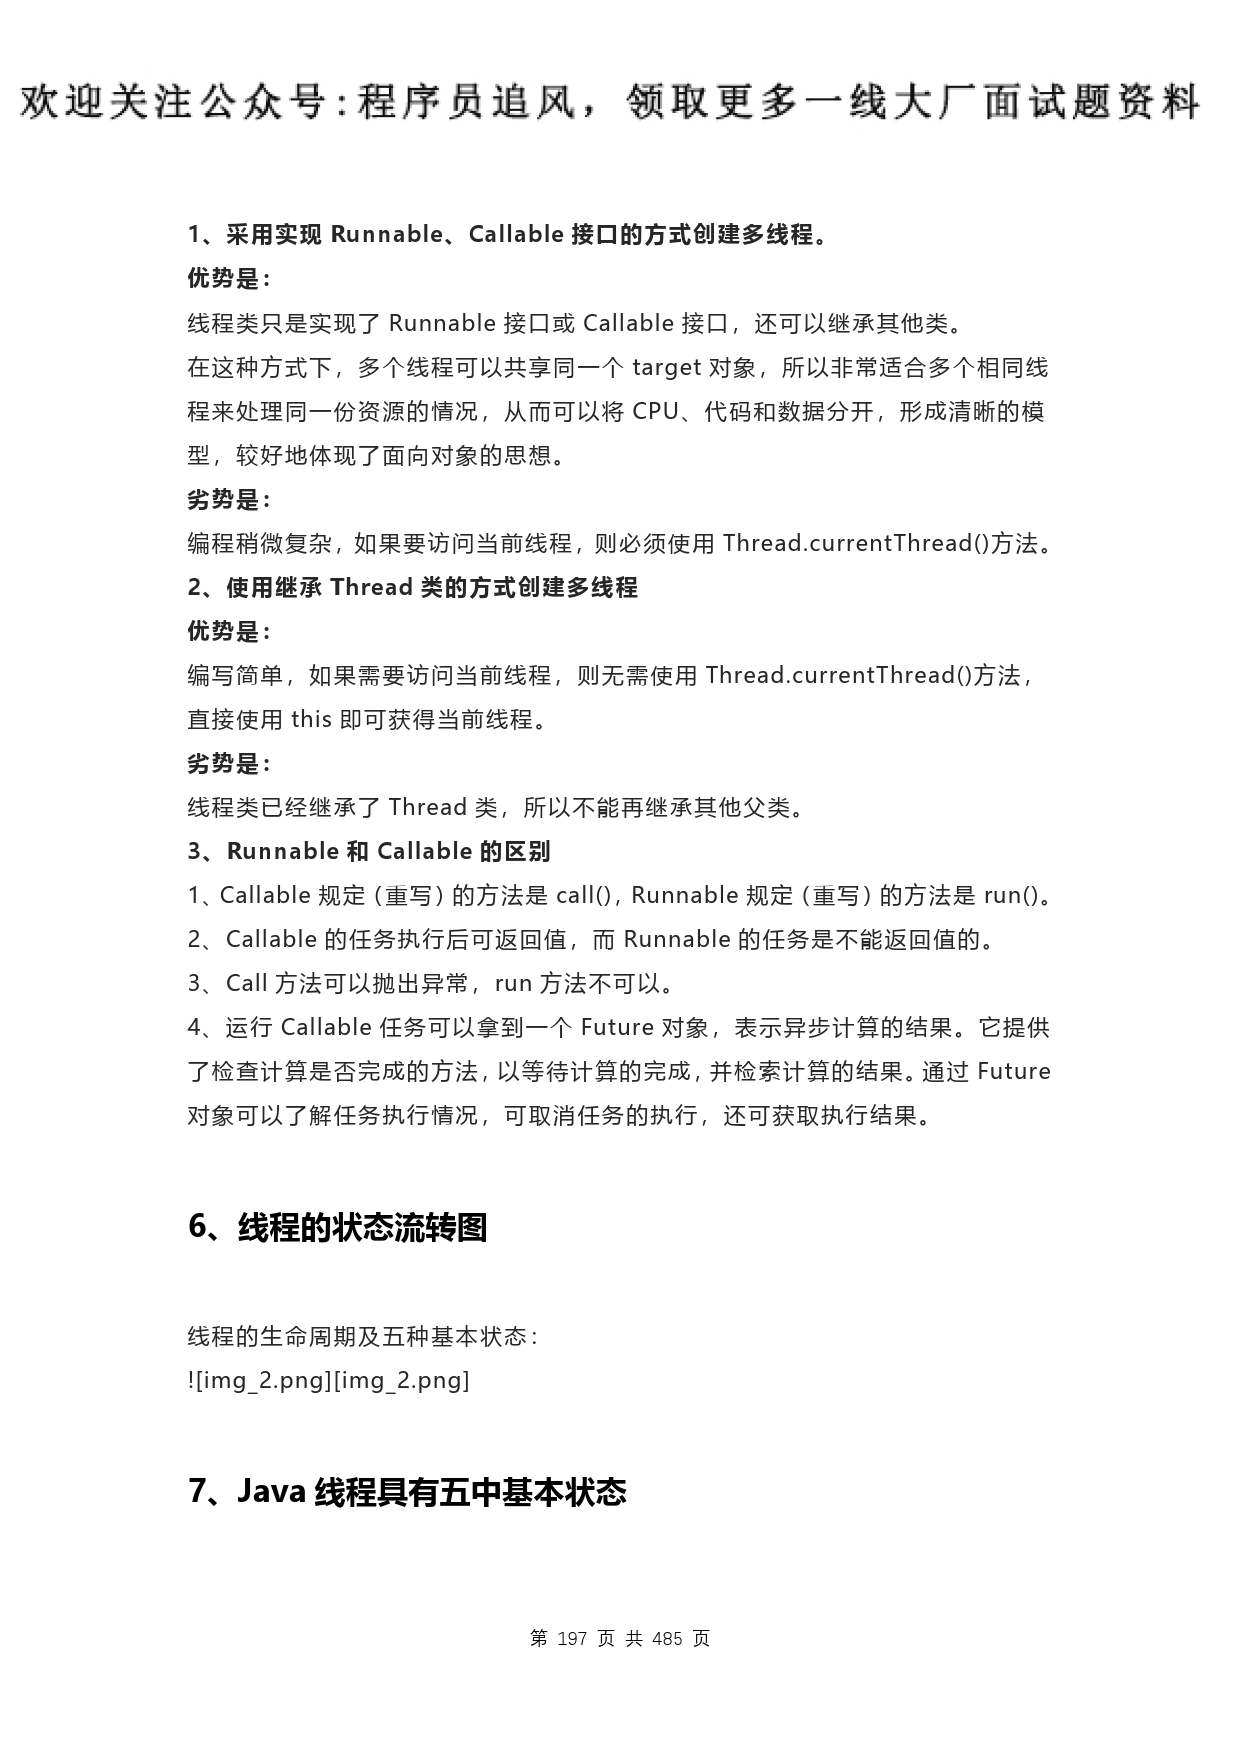 欢迎关注公众号:程序员追风，领取更多一线大厂面试题资料
1、采用实现 Runnable、Callable 接口的方式创建多线程。
优势是：
线程类只是实现了 Runnable 接口或 Callable 接口，还可以继承其他类。
在这种方式下，多个线程可以共享同一个 target 对象，所以非常适合多个相同线
程来处理同一份资源的情况，从而可以将 CPU、代码和数据分开，形成清晰的模
型，较好地体现了面向对象的思想。
劣势是：
编程稍微复杂，如果要访问当前线程，则必须使用 Thread.currentThread()方法。
2、使用继承 Thread 类的方式创建多线程
优势是：
编写简单，如果需要访问当前线程，则无需使用 Thread.currentThread()方法，
直接使用 this 即可获得当前线程。
劣势是：
线程类已经继承了 Thread 类，所以不能再继承其他父类。
3、Runnable 和 Callable 的区别
1、Callable 规定（重写）的方法是 call()，Runnable 规定（重写）的方法是 run()。
2、Callable 的任务执行后可返回值，而 Runnable 的任务是不能返回值的。
3、Call 方法可以抛出异常，run 方法不可以。
4、运行 Callable 任务可以拿到一个 Future 对象，表示异步计算的结果。它提供
了检查计算是否完成的方法，以等待计算的完成，并检索计算的结果。通过 Future
对象可以了解任务执行情况，可取消任务的执行，还可获取执行结果。
6、线程的状态流转图
线程的生命周期及五种基本状态：
![img_2.png][img_2.png]
7、Java 线程具有五中基本状态
第 197 页 共 485 页